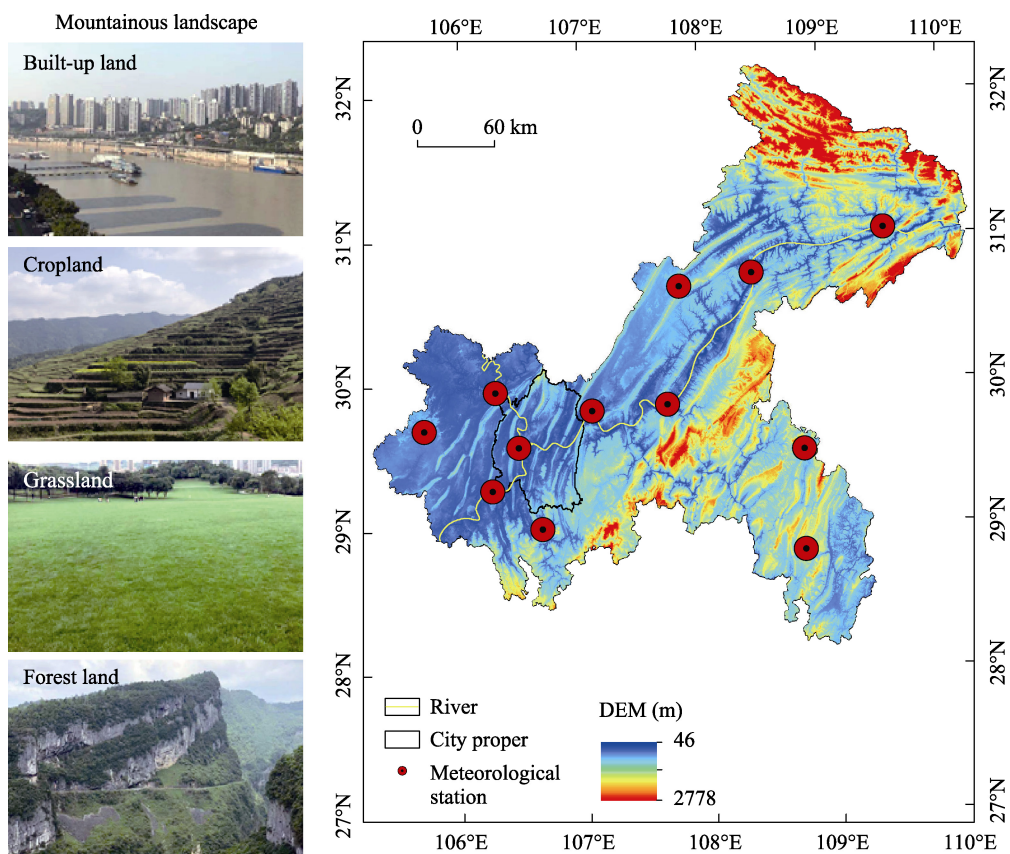 Mountainous landscape
Built-up land
Cropland
Grassland
Forest land
106°E 107°E 108°E 109°E 110°E
0 60 km
32°N
31°N
30°N
29°N
28°N
27°N
32°N
31°N
30°N
29°N
28°N
27°N
River
City proper
Meteorological
station
DEM (m)
46
2778
106°E 107°E 108°E 109°E 110°E